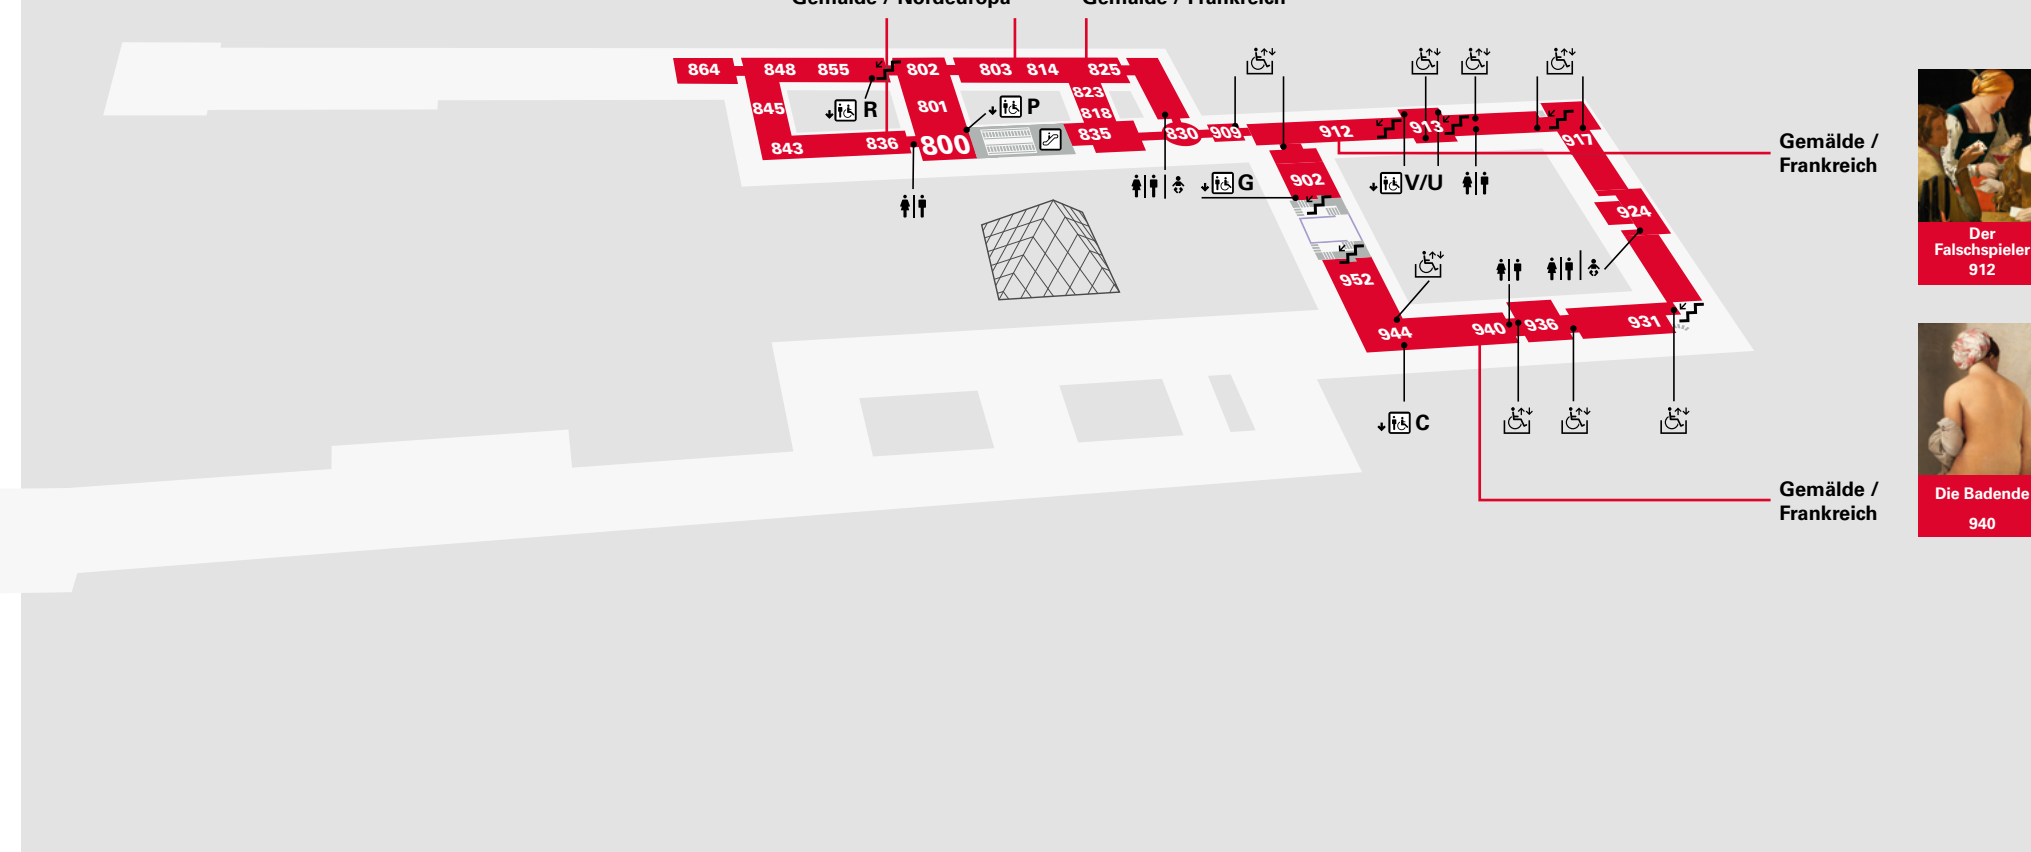 Gemälde / Nordeuropa
Gemälde / Frankreich
864
848
855
802
803
814
825
845
801
823
818
R
P
843
836
800
835
830
909
912
913
917
902
G
V/U
924
952
944
940
936
931
C
Gemälde /
Frankreich
Der
Falschspieler
912
Gemälde /
Frankreich
Die Badende
940